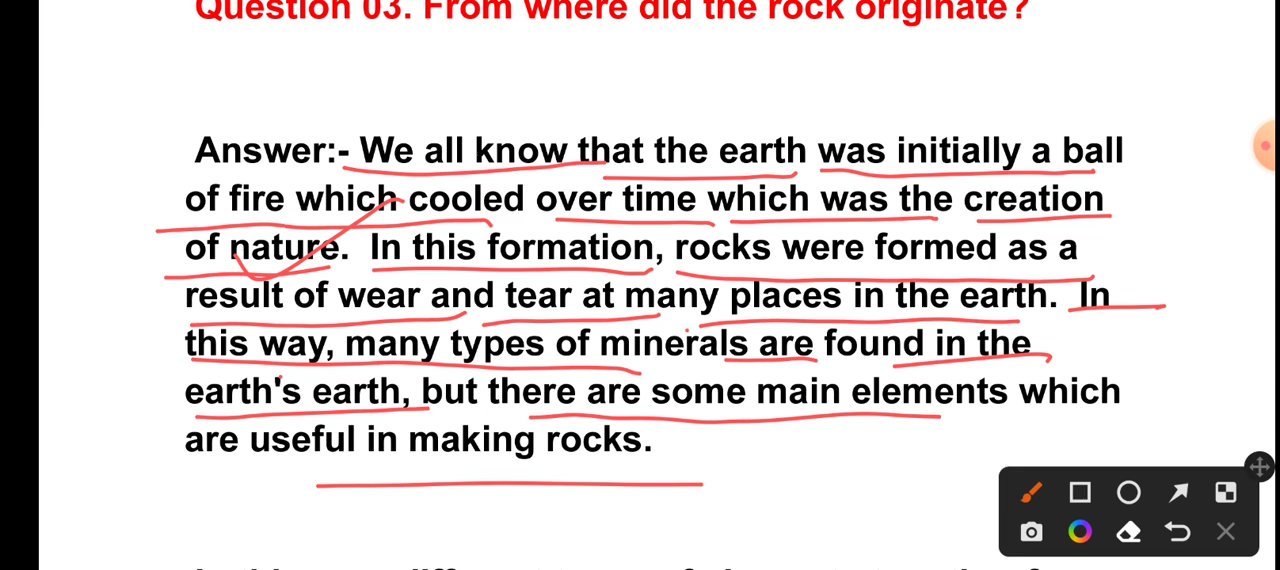 Question 03. From where did the rock originate?
Answer:- We all know that the earth was initially a ball
of fire which cooled over time which was the creation
of nature.  In this formation, rocks were formed as a
result of wear and tear at many places in the earth.  In
this way, many types of minerals are found in the
earth's earth, but there are some main elements which
are useful in making rocks.